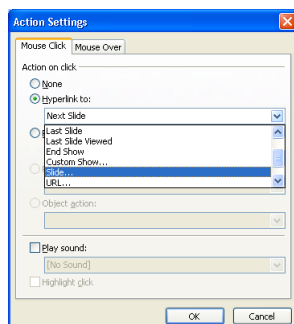 Action Settings
Mouse Click Mouse Over
Action on click
None
Hyperlink to:
Next Slide
Last Slide
Last Slide Viewed
End Show
Custom Show...
Slide...
URL...
Object action:
Play sound:
[No Sound]
Highlight click
OK Cancel